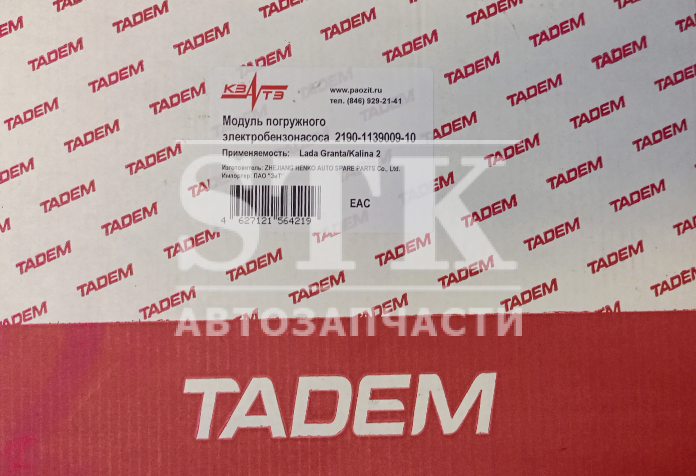 TADEM
КЗАТЭ
www.paozit.ru
тел. (846) 929-21-41
Модуль погружного
электробензонасоса 2190-1139009-10
Применяемость: Lada Granta/Kalina 2
Изготовитель: ZHEJIANG HENKO AUTO SPARE PARTS Co., Ltd.
Импортер: ПАО "ЗиТ"
EAC
4 627121 564219
STK
АВТОЗАПЧАСТИ
TADEM